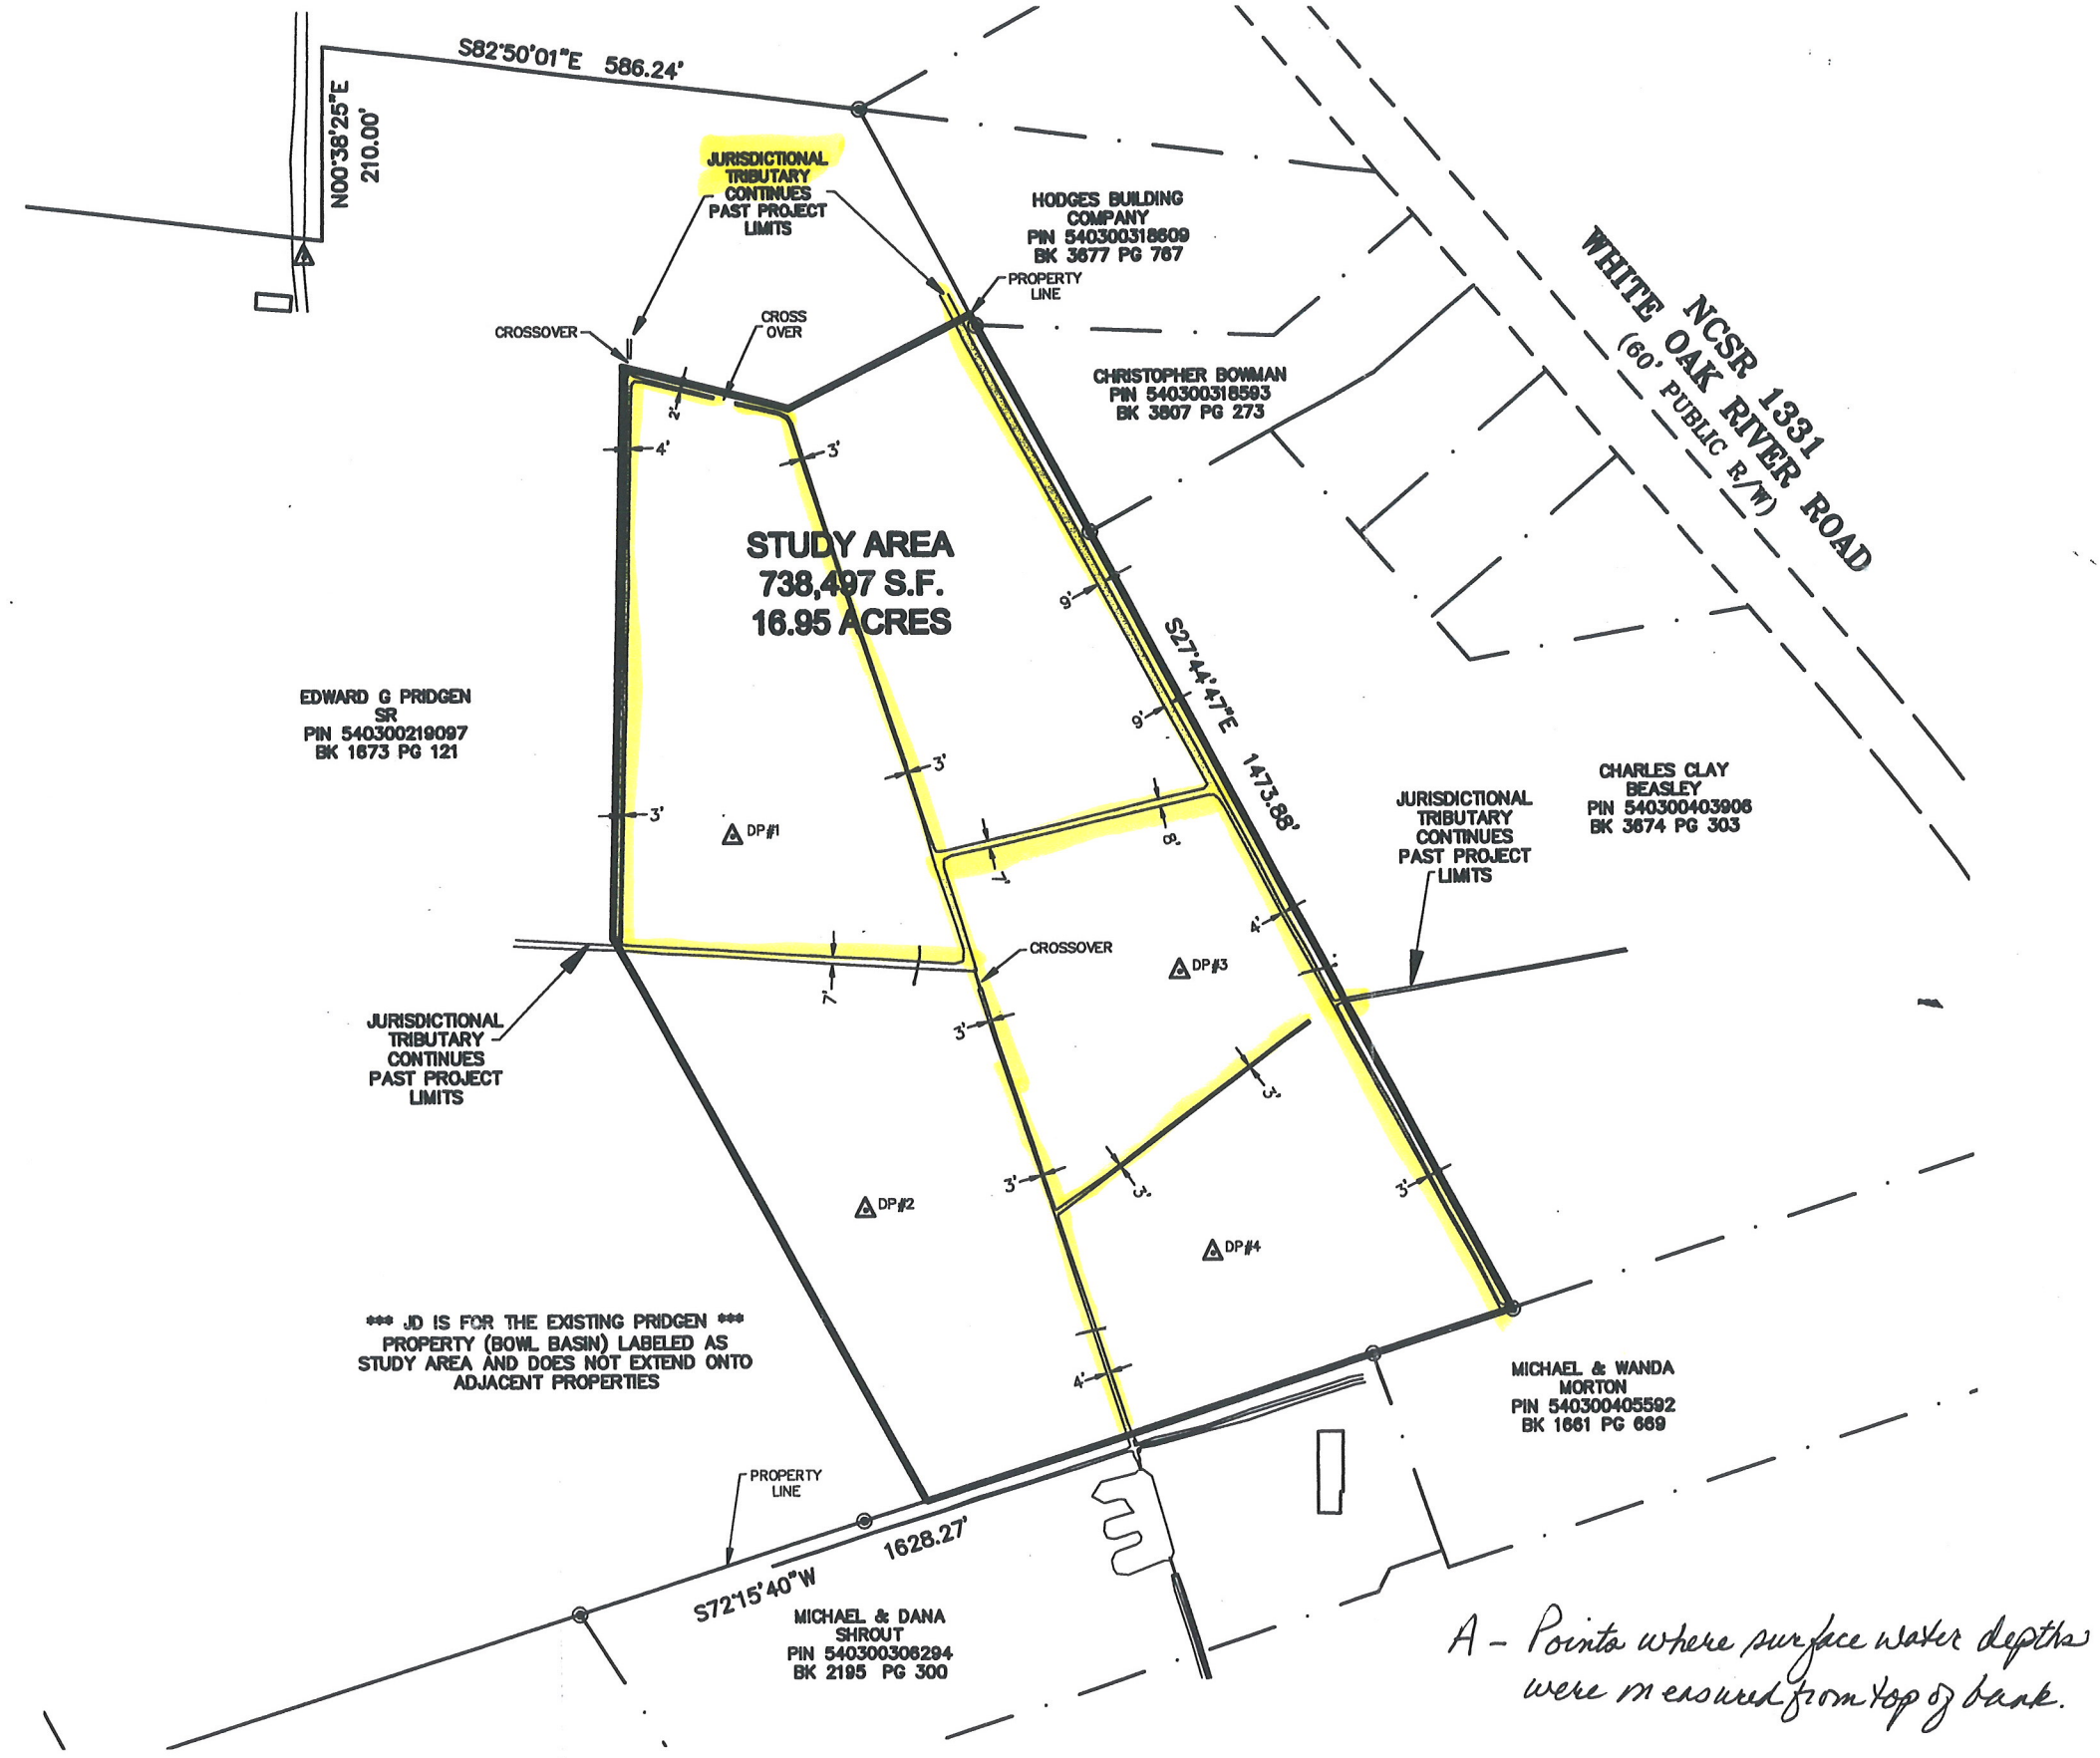 S82°50'01"E 586.24'
N00°38'25"E
210.00'
JURISDICTIONAL
TRIBUTARY
CONTINUES
PAST PROJECT
LIMITS
HODGES BUILDING
COMPANY
PIN 540300318609
BK 3677 PG 767
PROPERTY
LINE
NCSR 1331
WHITE OAK RIVER ROAD
(60' PUBLIC R/W)
CROSSOVER
CROSS
OVER
CHRISTOPHER BOWMAN
PIN 540300318593
BK 3807 PG 273
2'
4'
3'
STUDY AREA
738,497 S.F.
16.95 ACRES
9'
S27°44'47"E 1473.88'
9'
EDWARD G PRIDGEN
SR
PIN 540300219097
BK 1673 PG 121
3'
3'
DP#1
7'
8'
JURISDICTIONAL
TRIBUTARY
CONTINUES
PAST PROJECT
LIMITS
CHARLES CLAY
BEASLEY
PIN 540300403906
BK 3674 PG 303
4'
CROSSOVER
DP#3
7'
JURISDICTIONAL
TRIBUTARY
CONTINUES
PAST PROJECT
LIMITS
3'
3'
3'
3'
3'
DP#2
DP#4
*** JD IS FOR THE EXISTING PRIDGEN ***
PROPERTY (BOWL BASIN) LABELED AS
STUDY AREA AND DOES NOT EXTEND ONTO
ADJACENT PROPERTIES
4'
MICHAEL & WANDA
MORTON
PIN 540300405592
BK 1661 PG 669
PROPERTY
LINE
1628.27'
S72°15'40"W
MICHAEL & DANA
SHROUT
PIN 540300306294
BK 2195 PG 300
A - Points where surface water depths
were measured from top of bank.